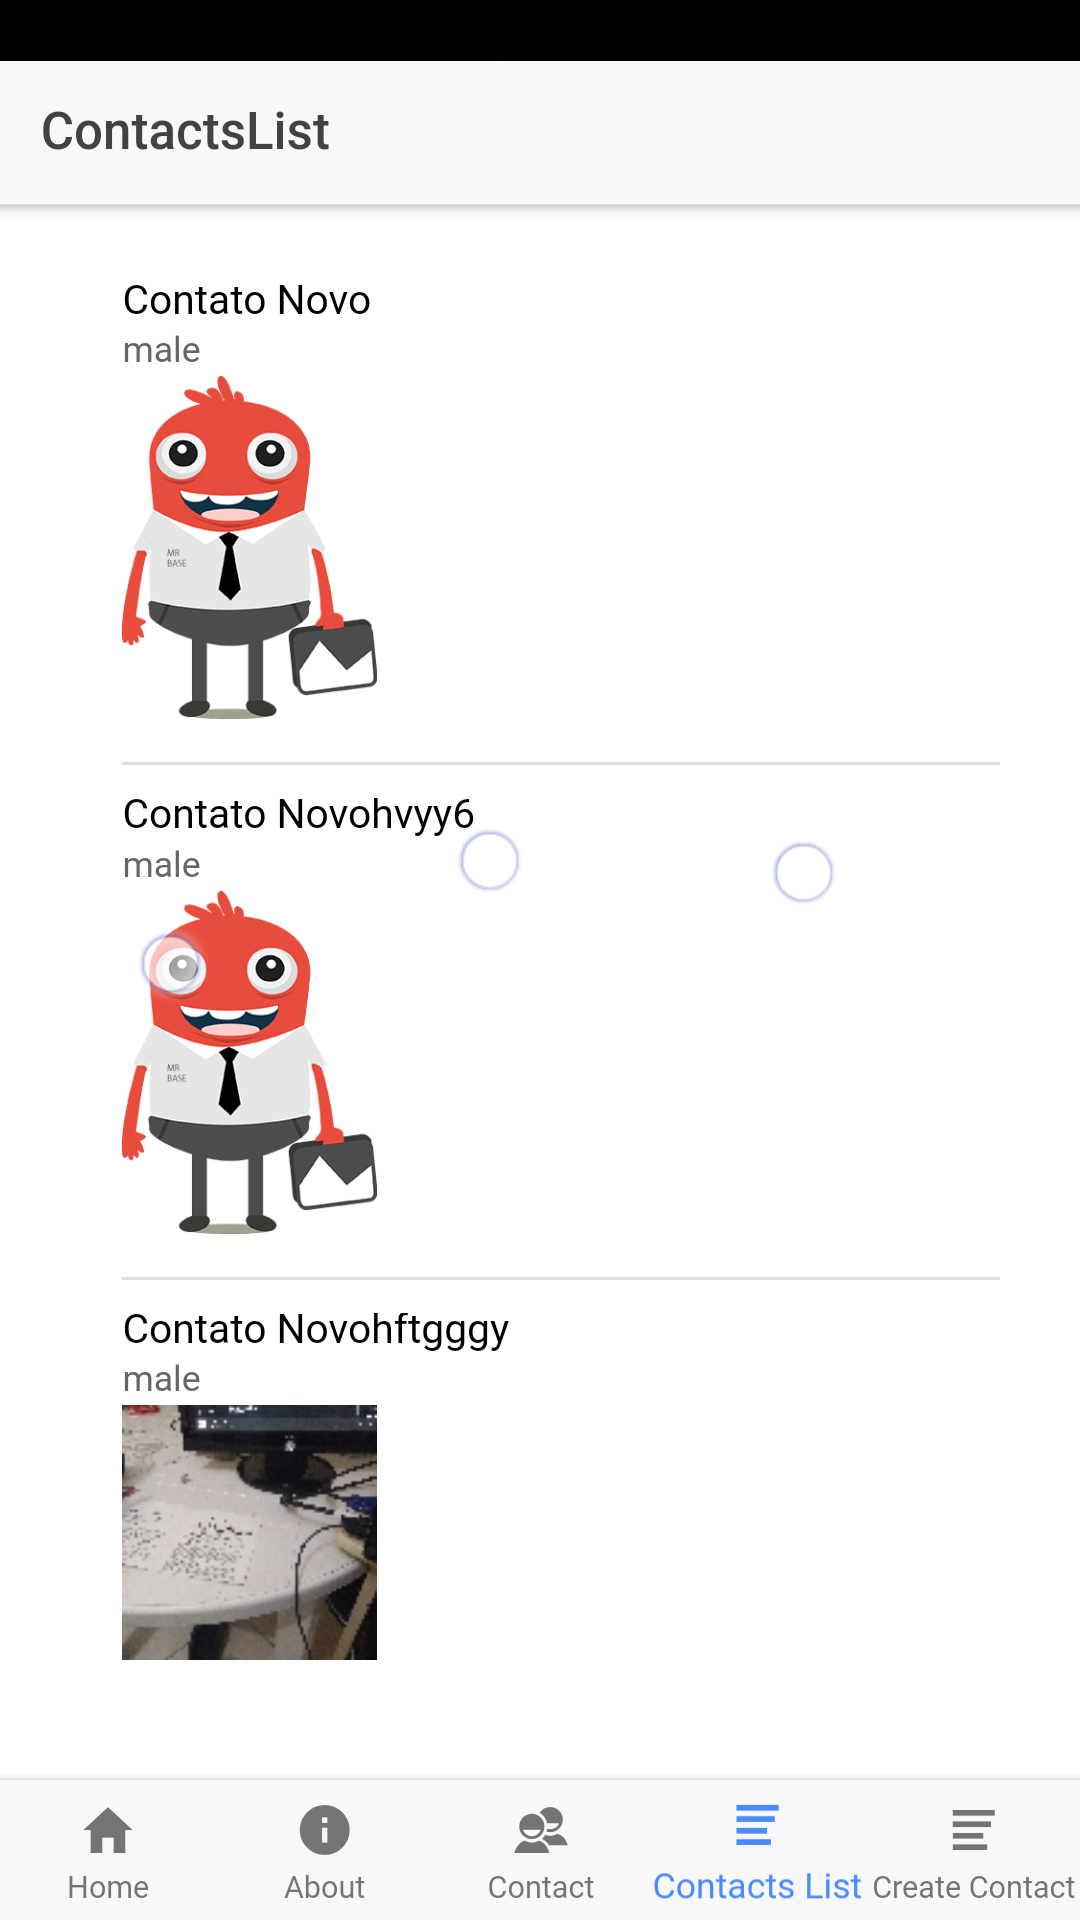 ContactsList
Contato Novo
male
MR
BASE
Contato Novohvyy6
male
MR
BASE
Contato Novohftgggy
male
Home
About
Contact
Contacts List
Create Contact